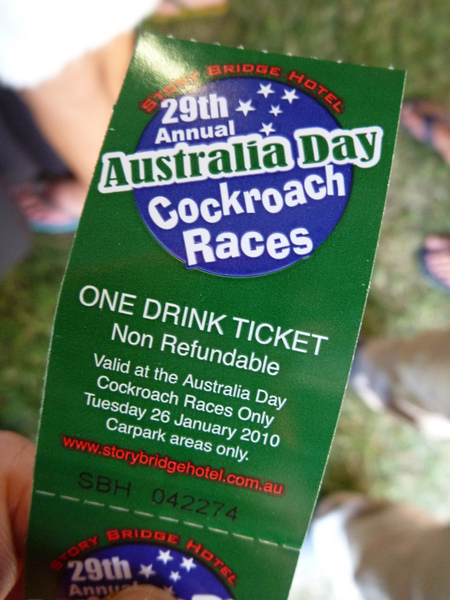 STORY BRIDGE HOTEL
29th
Annual
Australia Day
Cockroach
Races
ONE DRINK TICKET
Non Refundable
Valid at the Australia Day
Cockroach Races Only
Tuesday 26 January 2010
Carpark areas only.
www.storybridgehotel.com.au
SBH 042274
STORY BRIDGE HOTEL
29th
Annual